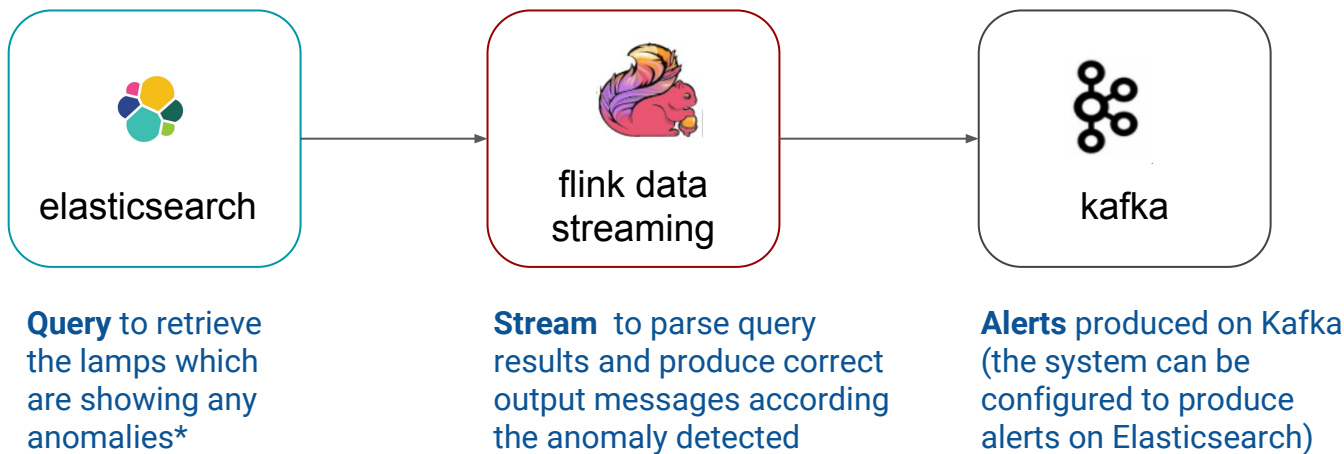 elasticsearch
flink data
streaming
kafka
Query to retrieve
the lamps which
are showing any
anomalies*
Stream to parse query
results and produce correct
output messages according
the anomaly detected
Alerts produced on Kafka
(the system can be
configured to produce
alerts on Elasticsearch)